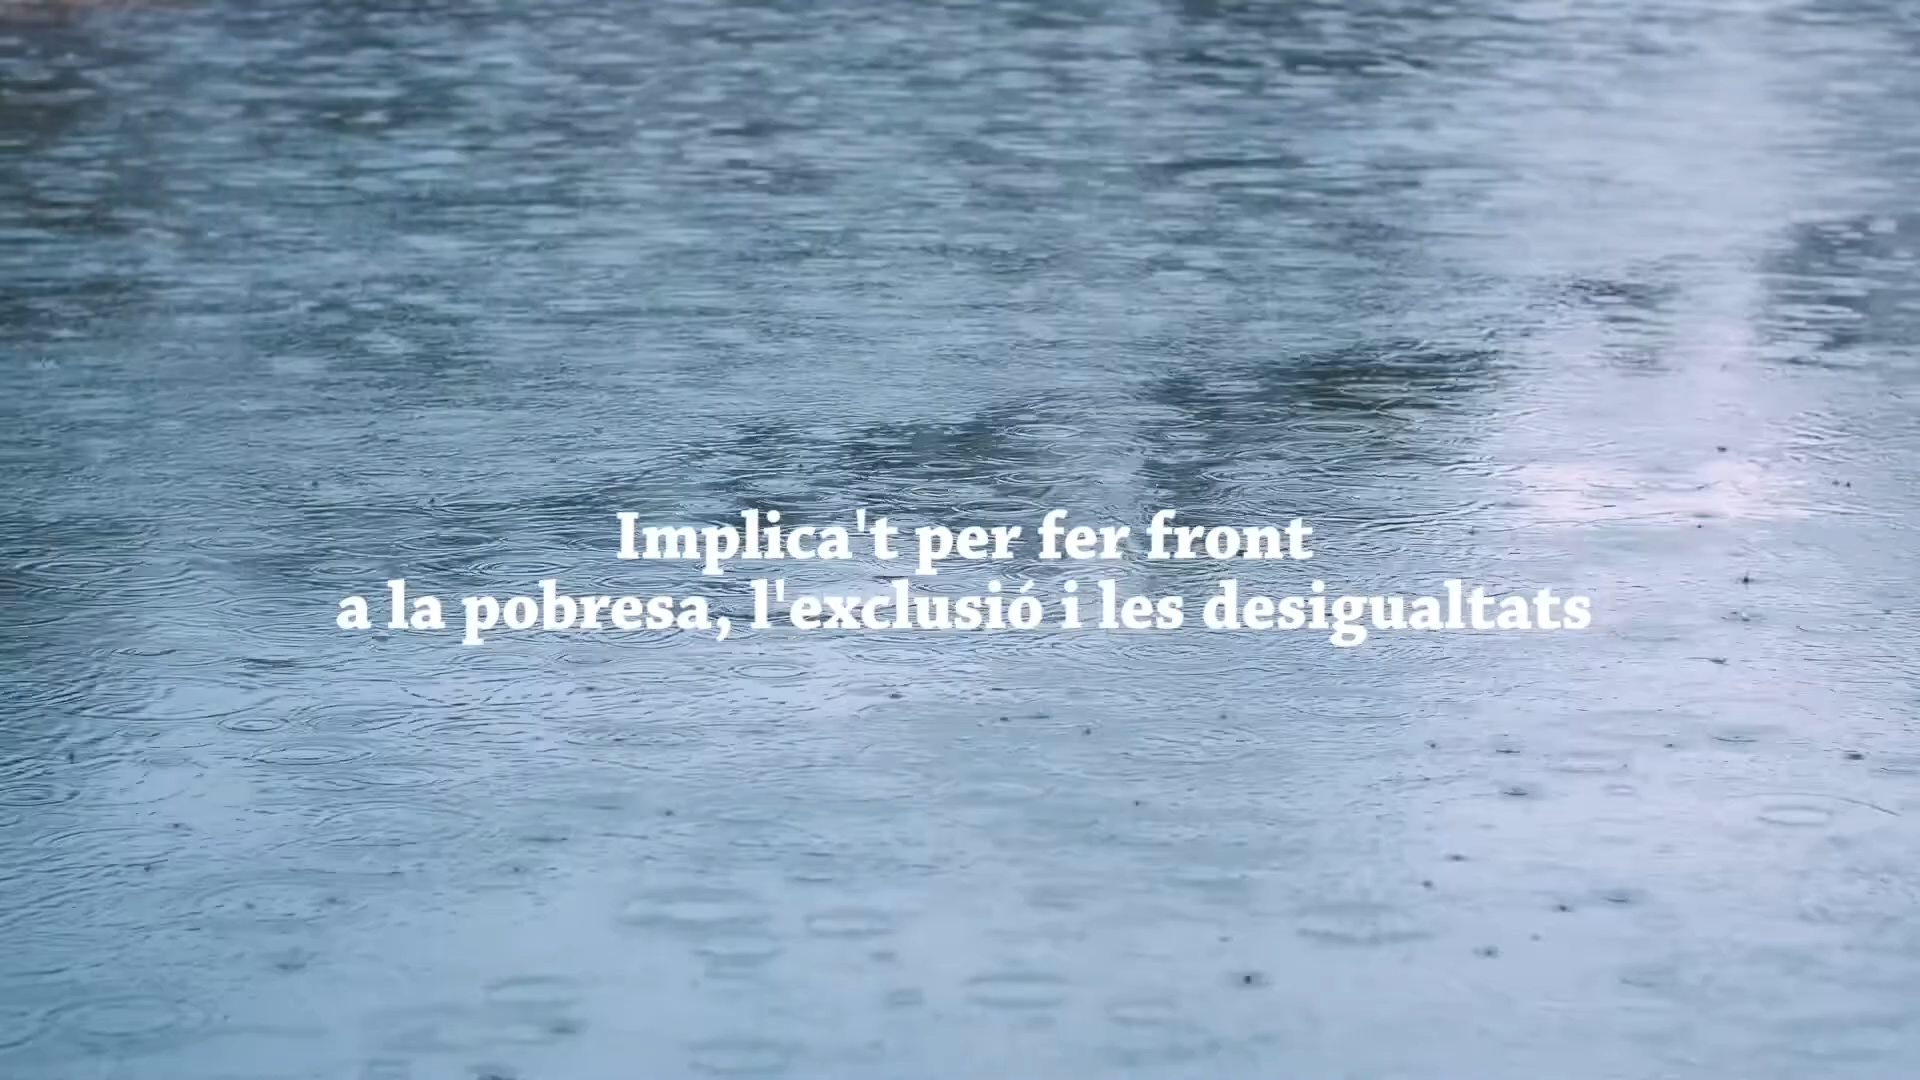 Implica't per fer front
a la pobresa, l'exclusió i les desigualtats